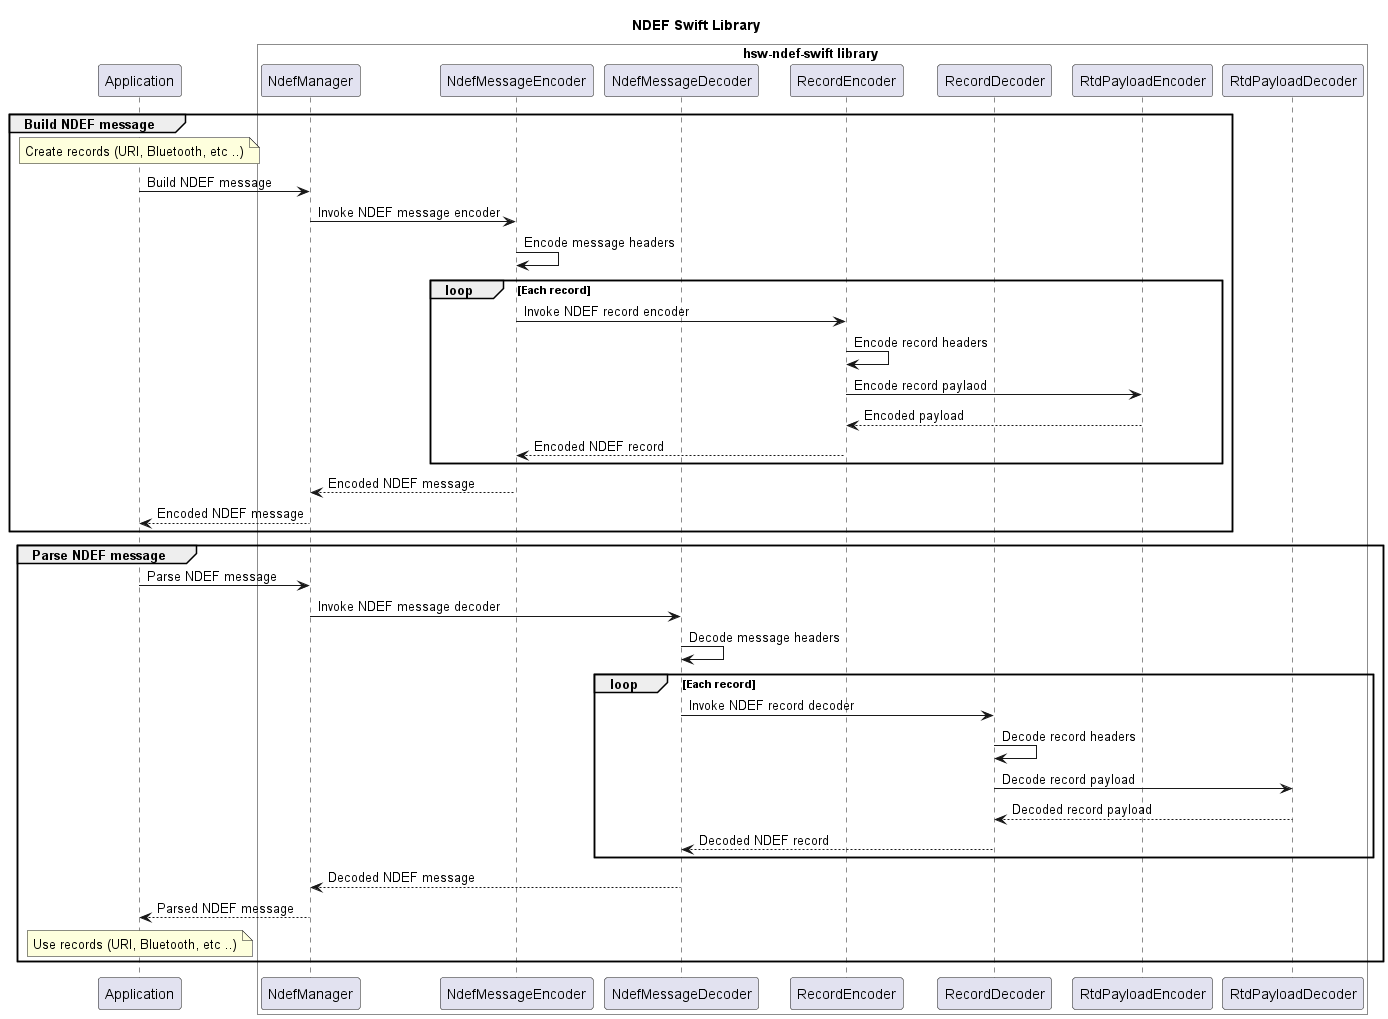 NDEF Swift Library
hsw-ndef-swift library
Application NdefManager NdefMessageEncoder NdefMessageDecoder RecordEncoder RecordDecoder RtdPayloadEncoder RtdPayloadDecoder
Build NDEF message
Create records (URI, Bluetooth, etc ..)
Build NDEF message
Invoke NDEF message encoder
Encode message headers
loop [Each record]
Invoke NDEF record encoder
Encode record headers
Encode record paylaod
Encoded payload
Encoded NDEF record
Encoded NDEF message
Encoded NDEF message
Parse NDEF message
Parse NDEF message
Invoke NDEF message decoder
Decode message headers
loop [Each record]
Invoke NDEF record decoder
Decode record headers
Decode record payload
Decoded record payload
Decoded NDEF record
Decoded NDEF message
Parsed NDEF message
Use records (URI, Bluetooth, etc ..)
Application NdefManager NdefMessageEncoder NdefMessageDecoder RecordEncoder RecordDecoder RtdPayloadEncoder RtdPayloadDecoder